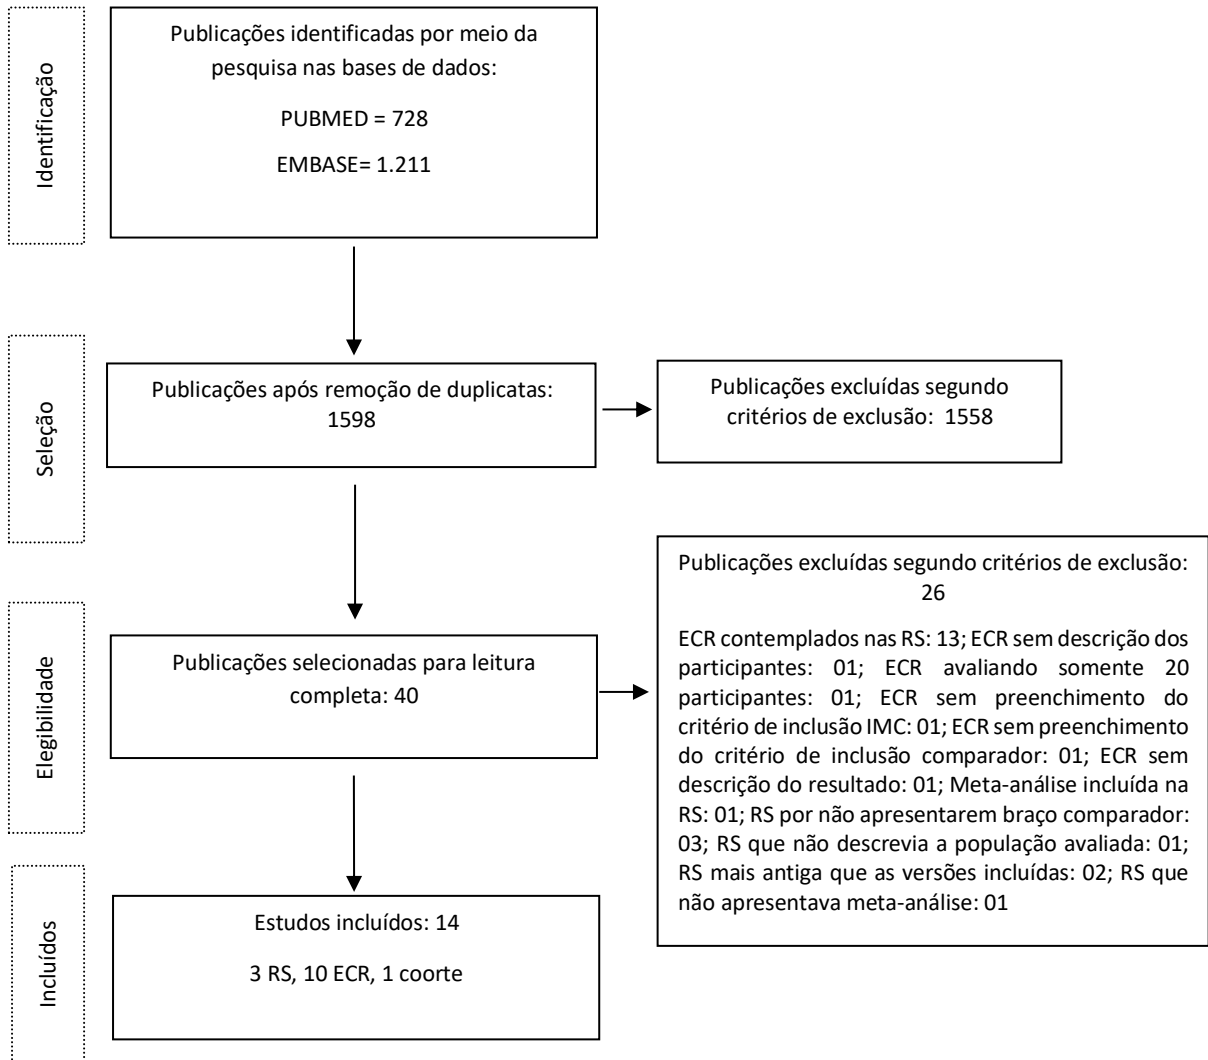 Identificação
Publicações identificadas por meio da
pesquisa nas bases de dados:
PUBMED = 728
EMBASE= 1.211
Seleção
Publicações após remoção de duplicatas:
1598
Publicações excluídas segundo
critérios de exclusão: 1558
Elegibilidade
Publicações selecionadas para leitura
completa: 40
Publicações excluídas segundo critérios de exclusão:
26
ECR contemplados nas RS: 13; ECR sem descrição dos
participantes: 01; ECR avaliando somente 20
participantes: 01; ECR sem preenchimento do
critério de inclusão IMC: 01; ECR sem preenchimento
do critério de inclusão comparador: 01; ECR sem
descrição do resultado: 01; Meta-análise incluída na
RS: 01; RS por não apresentarem braço comparador:
03; RS que não descrevia a população avaliada: 01;
RS mais antiga que as versões incluídas: 02; RS que
não apresentava meta-análise: 01
Incluídos
Estudos incluídos: 14
3 RS, 10 ECR, 1 coorte